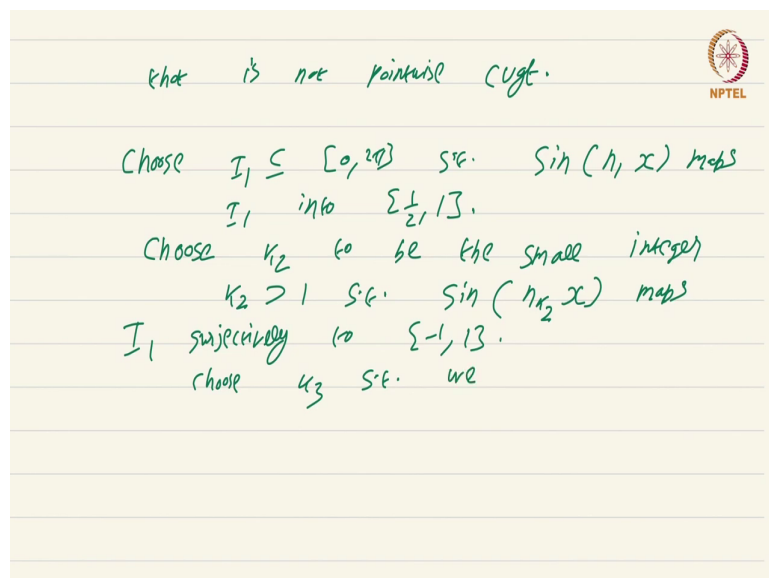 that is not pointwise cvgt.
NPTEL
Choose I₁ ⊆ [0, 2π] s.t. Sin(n₁ x) maps
I₁ into [½, 1].
Choose K₂ to be the small integer
K₂ > 1 s.t. Sin(n_K₂ x) maps
I₁ surjectively to [-1, 1].
Choose K₃ s.t. we